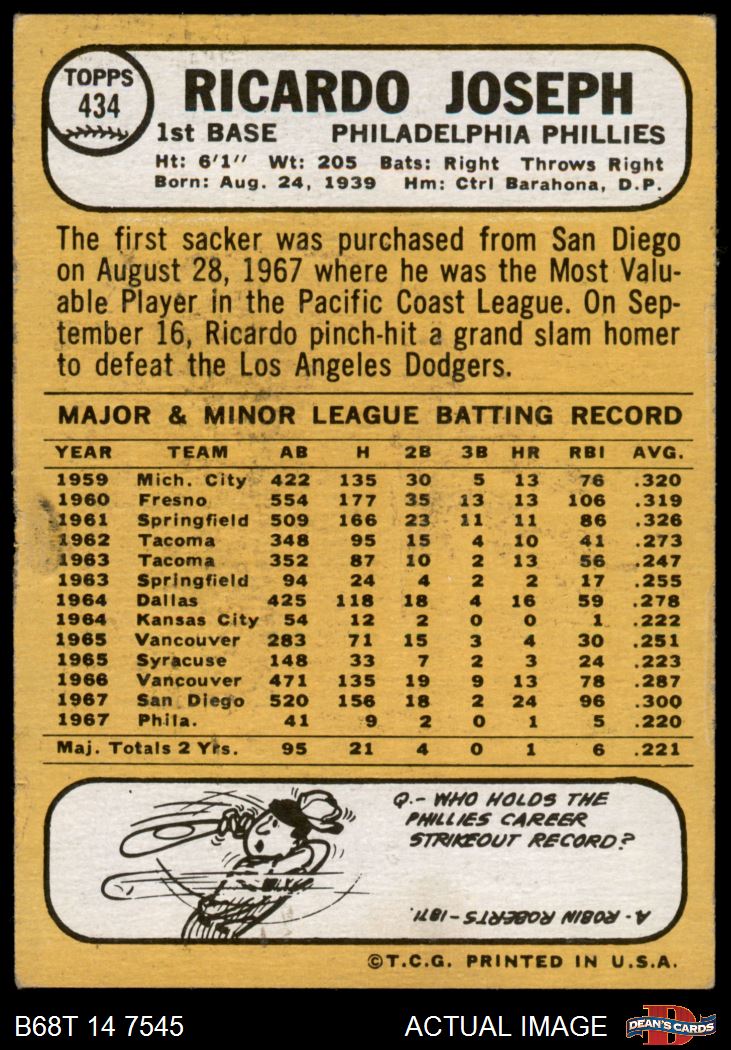 TOPPS
434
RICARDO JOSEPH
1st BASE PHILADELPHIA PHILLIES
Ht: 6'1" Wt: 205 Bats: Right Throws Right
Born: Aug. 24, 1939 Hm: Ctrl Barahona, D.P.
The first sacker was purchased from San Diego
on August 28, 1967 where he was the Most Valu-
able Player in the Pacific Coast League. On Sep-
tember 16, Ricardo pinch-hit a grand slam homer
to defeat the Los Angeles Dodgers.
MAJOR & MINOR LEAGUE BATTING RECORD
YEAR TEAM AB H 2B 3B HR RBI AVG.
1959 Mich. City 422 135 30 5 13 76 .320
1960 Fresno 554 177 35 13 13 106 .319
1961 Springfield 509 166 23 11 11 86 .326
1962 Tacoma 348 95 15 4 10 41 .273
1963 Tacoma 352 87 10 2 13 56 .247
1963 Springfield 94 24 4 2 2 17 .255
1964 Dallas 425 118 18 4 16 59 .278
1964 Kansas City 54 12 2 0 0 1 .222
1965 Vancouver 283 71 15 3 4 30 .251
1965 Syracuse 148 33 7 2 3 24 .223
1966 Vancouver 471 135 19 9 13 78 .287
1967 San Diego 520 156 18 2 24 96 .300
1967 Phila. 41 9 2 0 1 5 .220
Maj. Totals 2 Yrs. 95 21 4 0 1 6 .221
Q.- WHO HOLDS THE
PHILLIES CAREER
STRIKEOUT RECORD?
A- ROBIN ROBERTS-1871.
©T.C.G. PRINTED IN U.S.A.
B68T 14 7545 ACTUAL IMAGE
D
DEAN'S CARDS